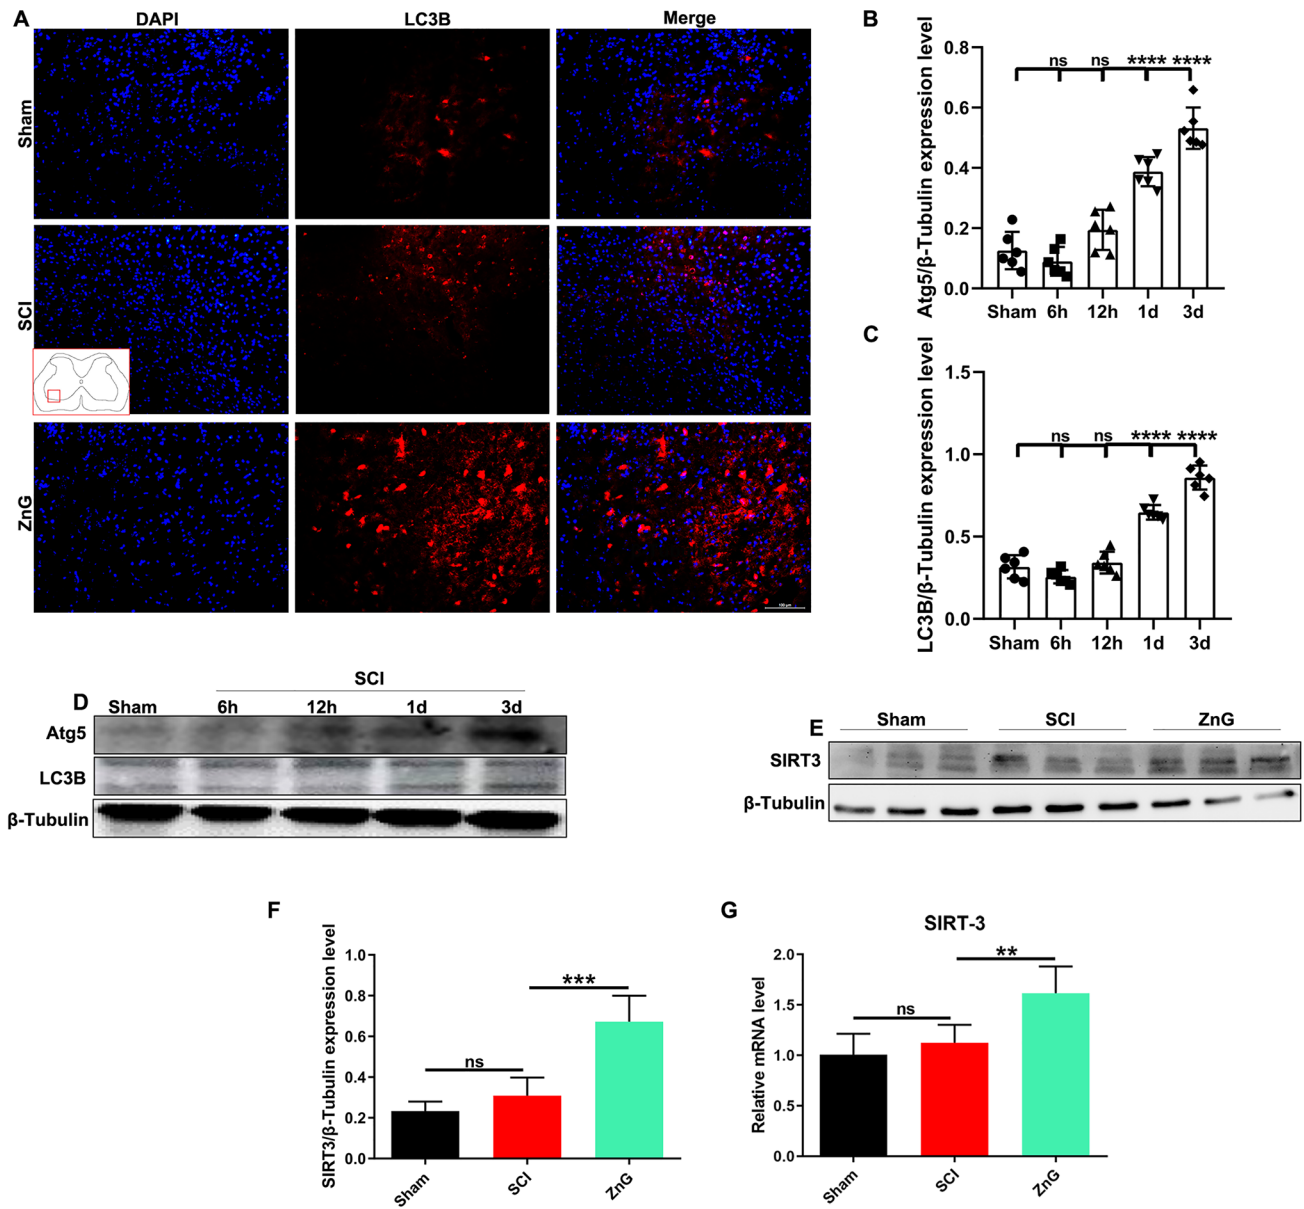 A
DAPI
LC3B
Merge
Sham
SCI
ZnG
100 μm
B
Atg5/β-Tubulin expression level
0.8
0.6
0.4
0.2
0.0
ns ns **** ****
Sham 6h 12h 1d 3d
C
LC3B/β-Tubulin expression level
1.5
1.0
0.5
0.0
ns ns **** ****
Sham 6h 12h 1d 3d
D
SCI
Sham 6h 12h 1d 3d
Atg5
LC3B
β-Tubulin
E
Sham SCI ZnG
SIRT3
β-Tubulin
F
SIRT3/β-Tubulin expression level
1.0
0.8
0.6
0.4
0.2
0.0
ns
***
Sham SCI ZnG
G
SIRT-3
Relative mRNA level
2.0
1.5
1.0
0.5
0.0
ns
**
Sham SCI ZnG